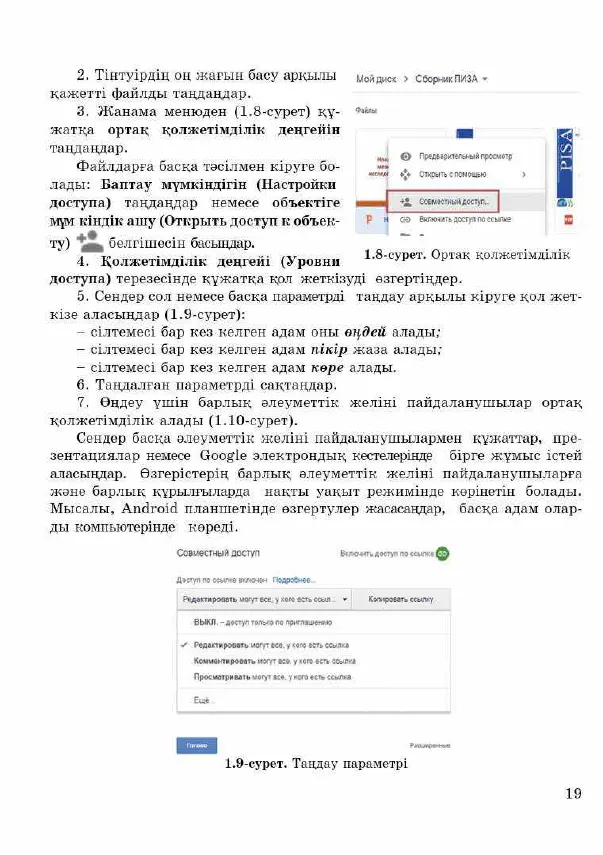 2. Тінтуірдің оң жағын басу арқылы
қажетті файлды таңдаңдар.
3. Жанама менюден (1.8-сурет) құ-
жатқа ортақ қолжетімділік деңгейін
таңдаңдар.
Файлдарға басқа тәсілмен кіруге бо-
лады: Баптау мүмкіндігін (Настройки
доступа) таңдаңдар немесе объектіге
мүмкіндік ашу (Открыть доступ к объек-
ту) белгішесін басыңдар.
4. Қолжетімділік деңгейі (Уровни
доступа) терезесінде құжатқа қол жеткізуді өзгертіңдер.
Мой диск > Сборник ПИЗА
Файлы
PISA
Предварительный просмотр
Открыть с помощью
Совместный доступ...
Включить доступ по ссылке
1.8-сурет. Ортақ қолжетімділік
5. Сендер сол немесе басқа параметрді таңдау арқылы кіруге қол жет-
кізе аласыңдар (1.9-сурет):
– сілтемесі бар кез келген адам оны өңдей алады;
– сілтемесі бар кез келген адам пікір жаза алады;
– сілтемесі бар кез келген адам көре алады.
6. Таңдалған параметрді сақтаңдар.
7. Өңдеу үшін барлық әлеуметтік желіні пайдаланушылар ортақ
қолжетімділік алады (1.10-сурет).
Сендер басқа әлеуметтік желіні пайдаланушылармен құжаттар, пре-
зентациялар немесе Google электрондық кестелерінде бірге жұмыс істей
аласыңдар. Өзгерістерің барлық әлеуметтік желіні пайдаланушыларға
және барлық құрылғыларда нақты уақыт режимінде көрінетін болады.
Мысалы, Android планшетінде өзгертулер жасасаңдар, басқа адам олар-
ды компьютерінде көреді.
Совместный доступ Включить доступ по ссылке
Доступ по ссылке включен Подробнее...
Редактировать могут все, у кого есть ссыл... Копировать ссылку
ВЫКЛ. – доступ только по приглашению
Редактировать могут все, у кого есть ссылка
Комментировать могут все, у кого есть ссылка
Просматривать могут все, у кого есть ссылка
Ещё...
Готово Расширенные
1.9-сурет. Таңдау параметрі
19